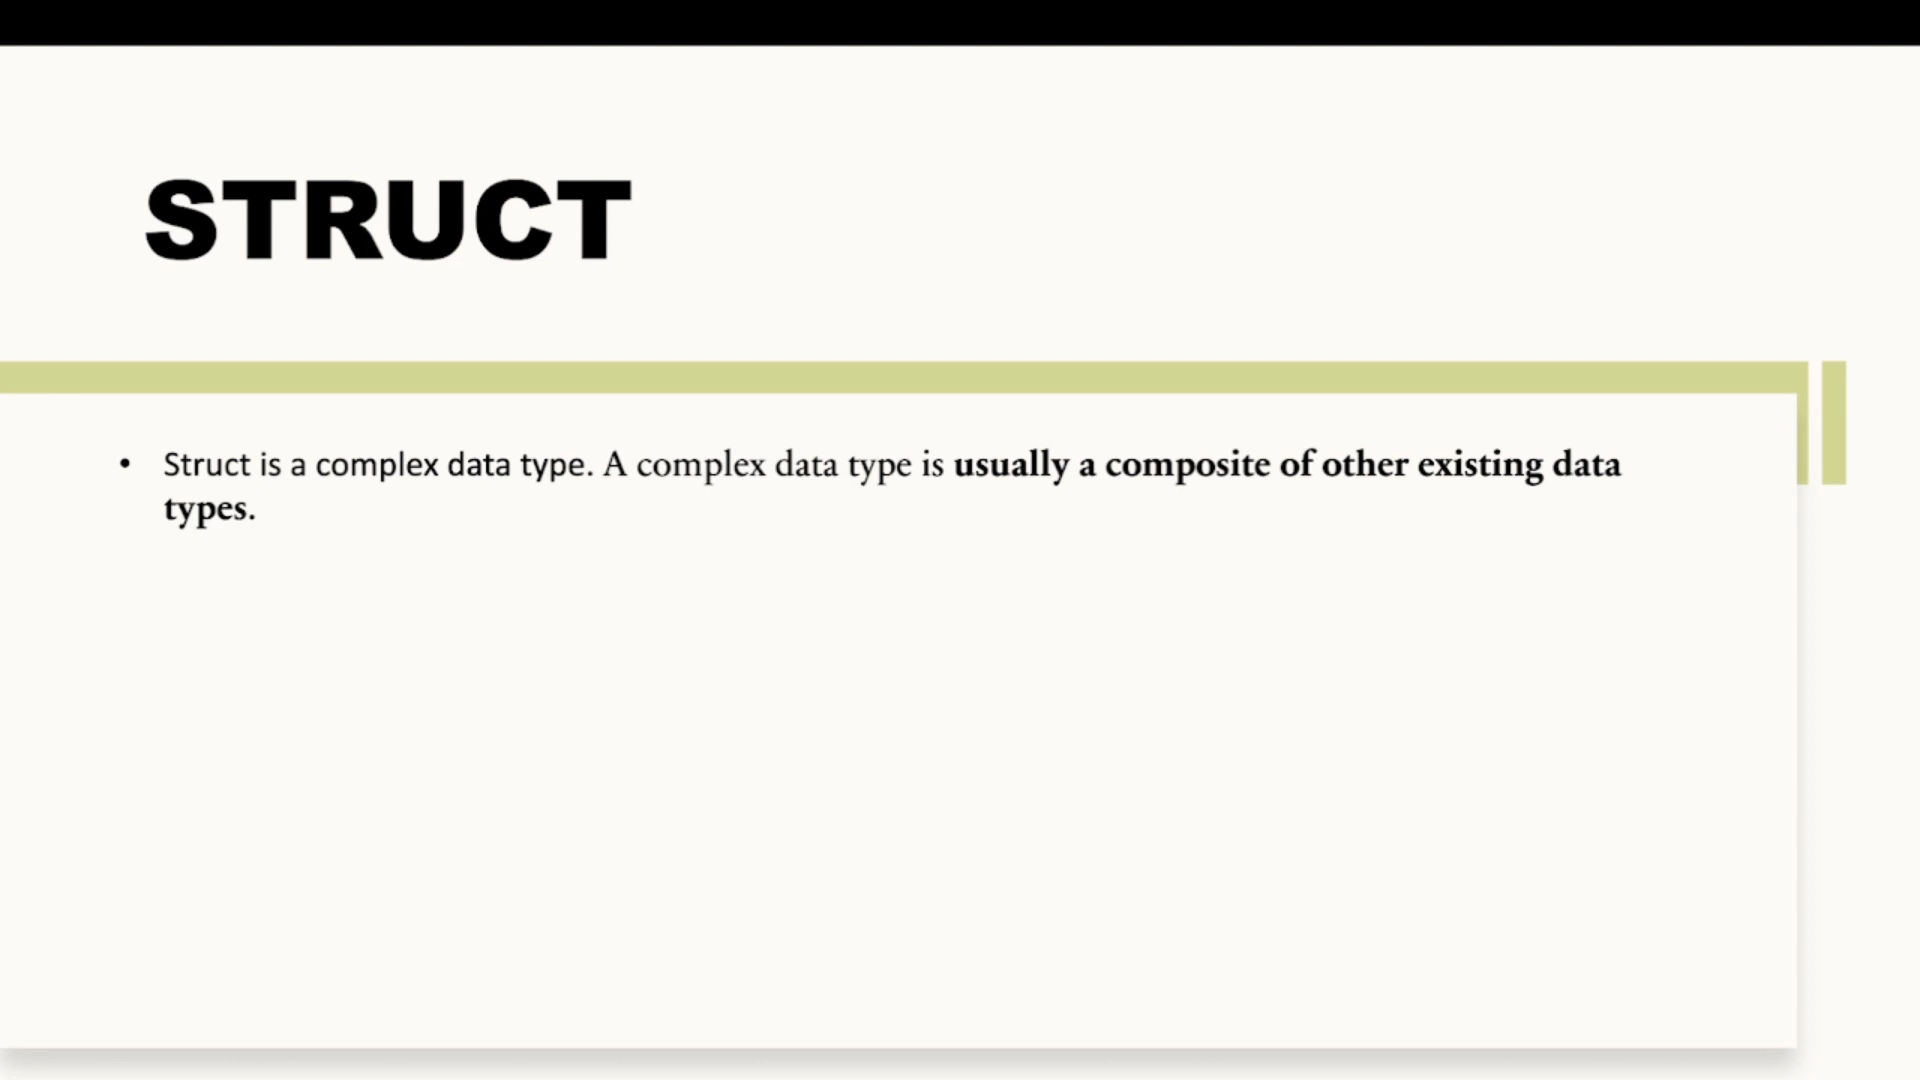 STRUCT
• Struct is a complex data type. A complex data type is usually a composite of other existing data
types.